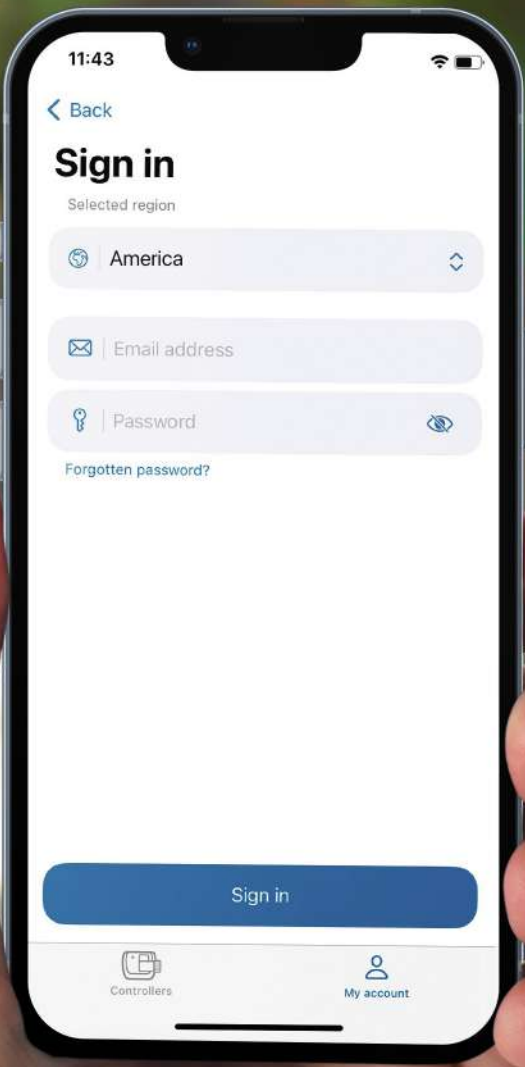 11:43
Back
Sign in
Selected region
America
Email address
Password
Forgotten password?
Sign in
Controllers
My account